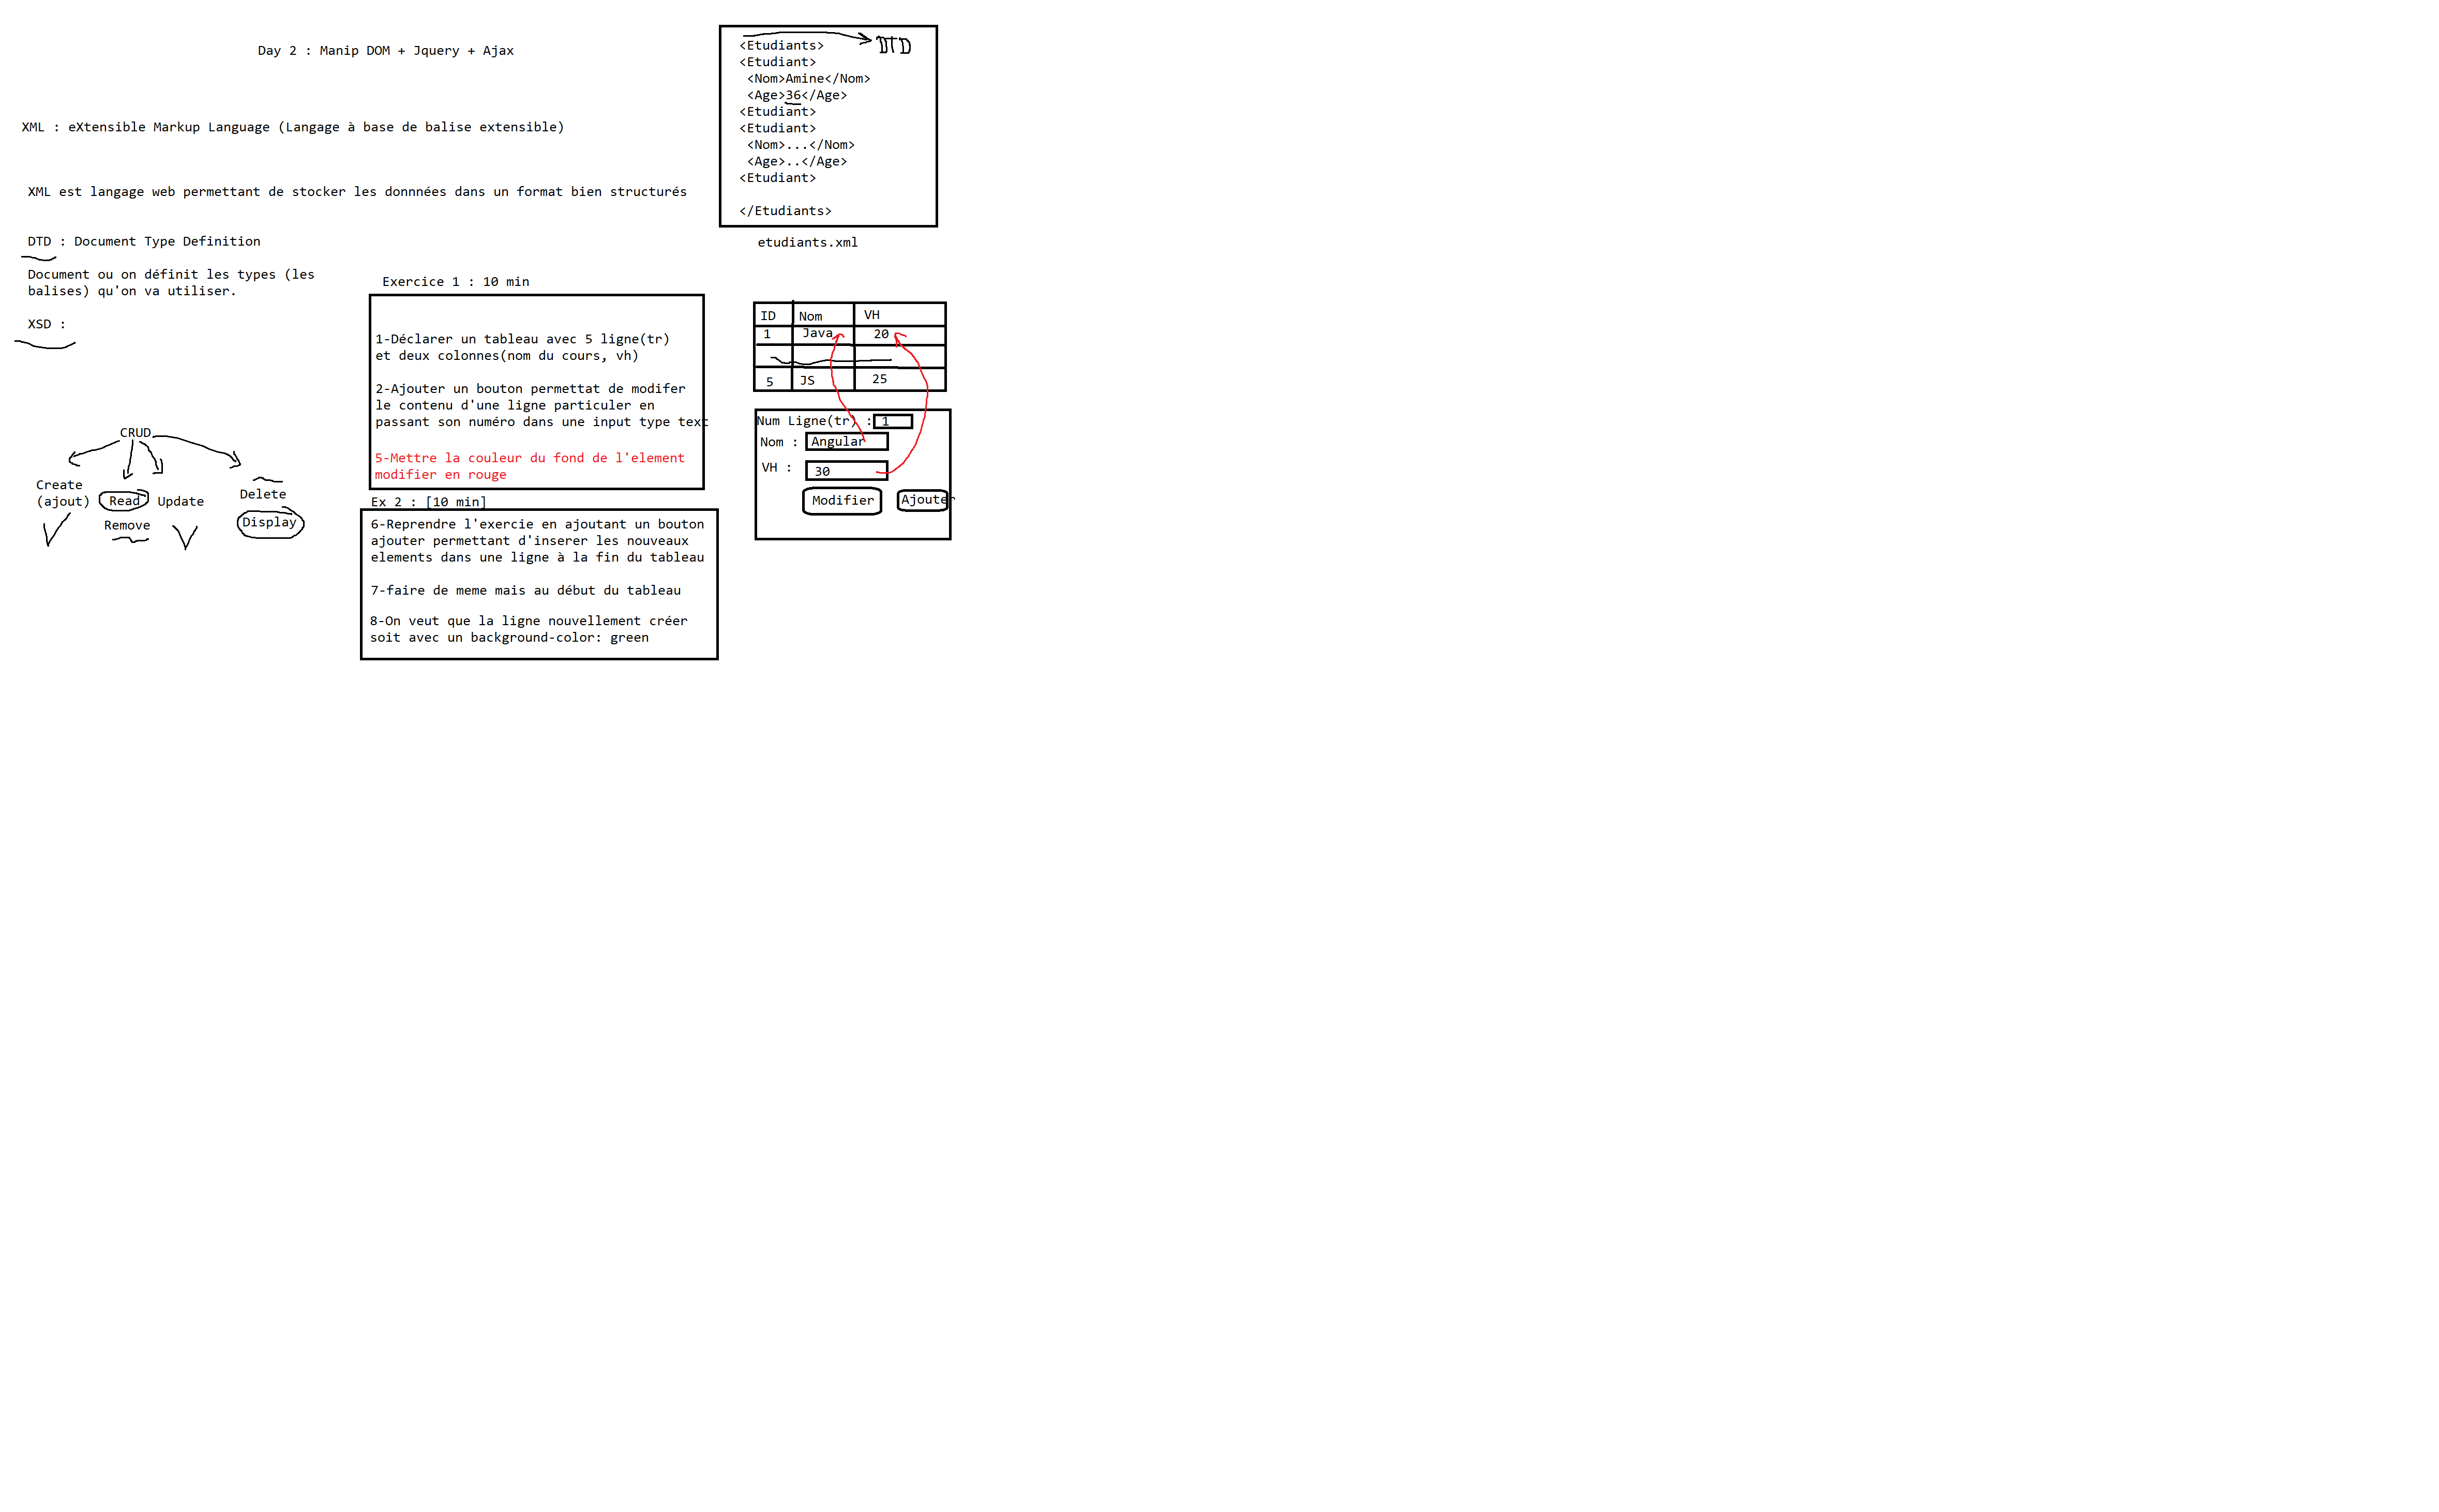 Day 2 : Manip DOM + Jquery + Ajax
XML : eXtensible Markup Language (Langage à base de balise extensible)
XML est langage web permettant de stocker les donnnées dans un format bien structurés
DTD : Document Type Definition
Document ou on définit les types (les
balises) qu'on va utiliser.
XSD :
<Etudiants>
DTD
<Etudiant>
<Nom>Amine</Nom>
<Age>36</Age>
<Etudiant>
<Etudiant>
<Nom>...</Nom>
<Age>..</Age>
<Etudiant>
</Etudiants>
etudiants.xml
CRUD
Create
(ajout)
Read
Remove
Update
Delete
Display
Exercice 1 : 10 min
1-Déclarer un tableau avec 5 ligne(tr)
et deux colonnes(nom du cours, vh)
2-Ajouter un bouton permettat de modifer
le contenu d'une ligne particuler en
passant son numéro dans une input type text
5-Mettre la couleur du fond de l'element
modifier en rouge
Ex 2 : [10 min]
6-Reprendre l'exercie en ajoutant un bouton
ajouter permettant d'inserer les nouveaux
elements dans une ligne à la fin du tableau
7-faire de meme mais au début du tableau
8-On veut que la ligne nouvellement créer
soit avec un background-color: green
ID Nom VH
1 Java 20
5 JS 25
Num Ligne(tr) : 1
Nom : Angular
VH : 30
Modifier Ajouter